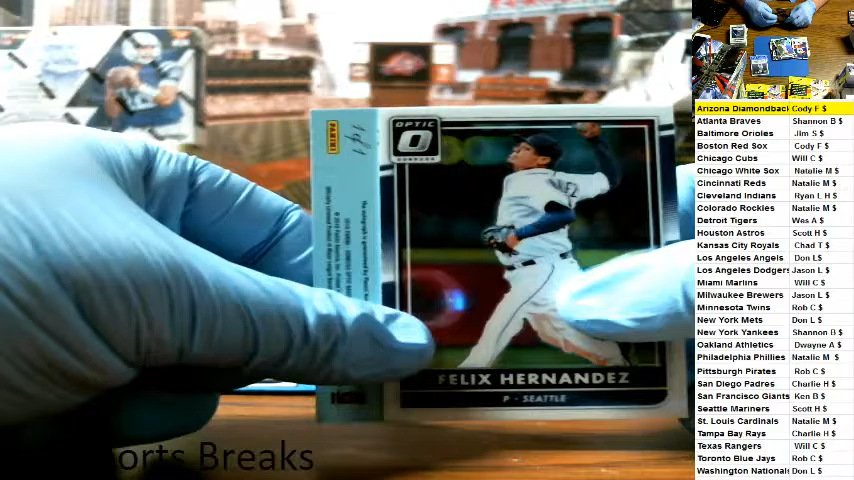 OPTIC
DONRUSS
PANINI
1 of 1
FELIX HERNANDEZ
P - SEATTLE
orts Breaks
Arizona Diamondback Cody F $
Atlanta Braves Shannon B $
Baltimore Orioles Jim S $
Boston Red Sox Cody F $
Chicago Cubs Will C $
Chicago White Sox Natalie M $
Cincinnati Reds Natalie M $
Cleveland Indians Ryan L H $
Colorado Rockies Natalie M $
Detroit Tigers Wes A $
Houston Astros Scott H $
Kansas City Royals Chad T $
Los Angeles Angels Don L$
Los Angeles Dodgers Jason L $
Miami Marlins Will C $
Milwaukee Brewers Jason L $
Minnesota Twins Rob C $
New York Mets Don L $
New York Yankees Shannon B $
Oakland Athletics Dwayne A $
Philadelphia Phillies Natalie M $
Pittsburgh Pirates Rob C $
San Diego Padres Charlie H $
San Francisco Giants Ken B $
Seattle Mariners Scott H $
St. Louis Cardinals Natalie M $
Tampa Bay Rays Charlie H $
Texas Rangers Will C $
Toronto Blue Jays Rob C $
Washington Nationals Don L $